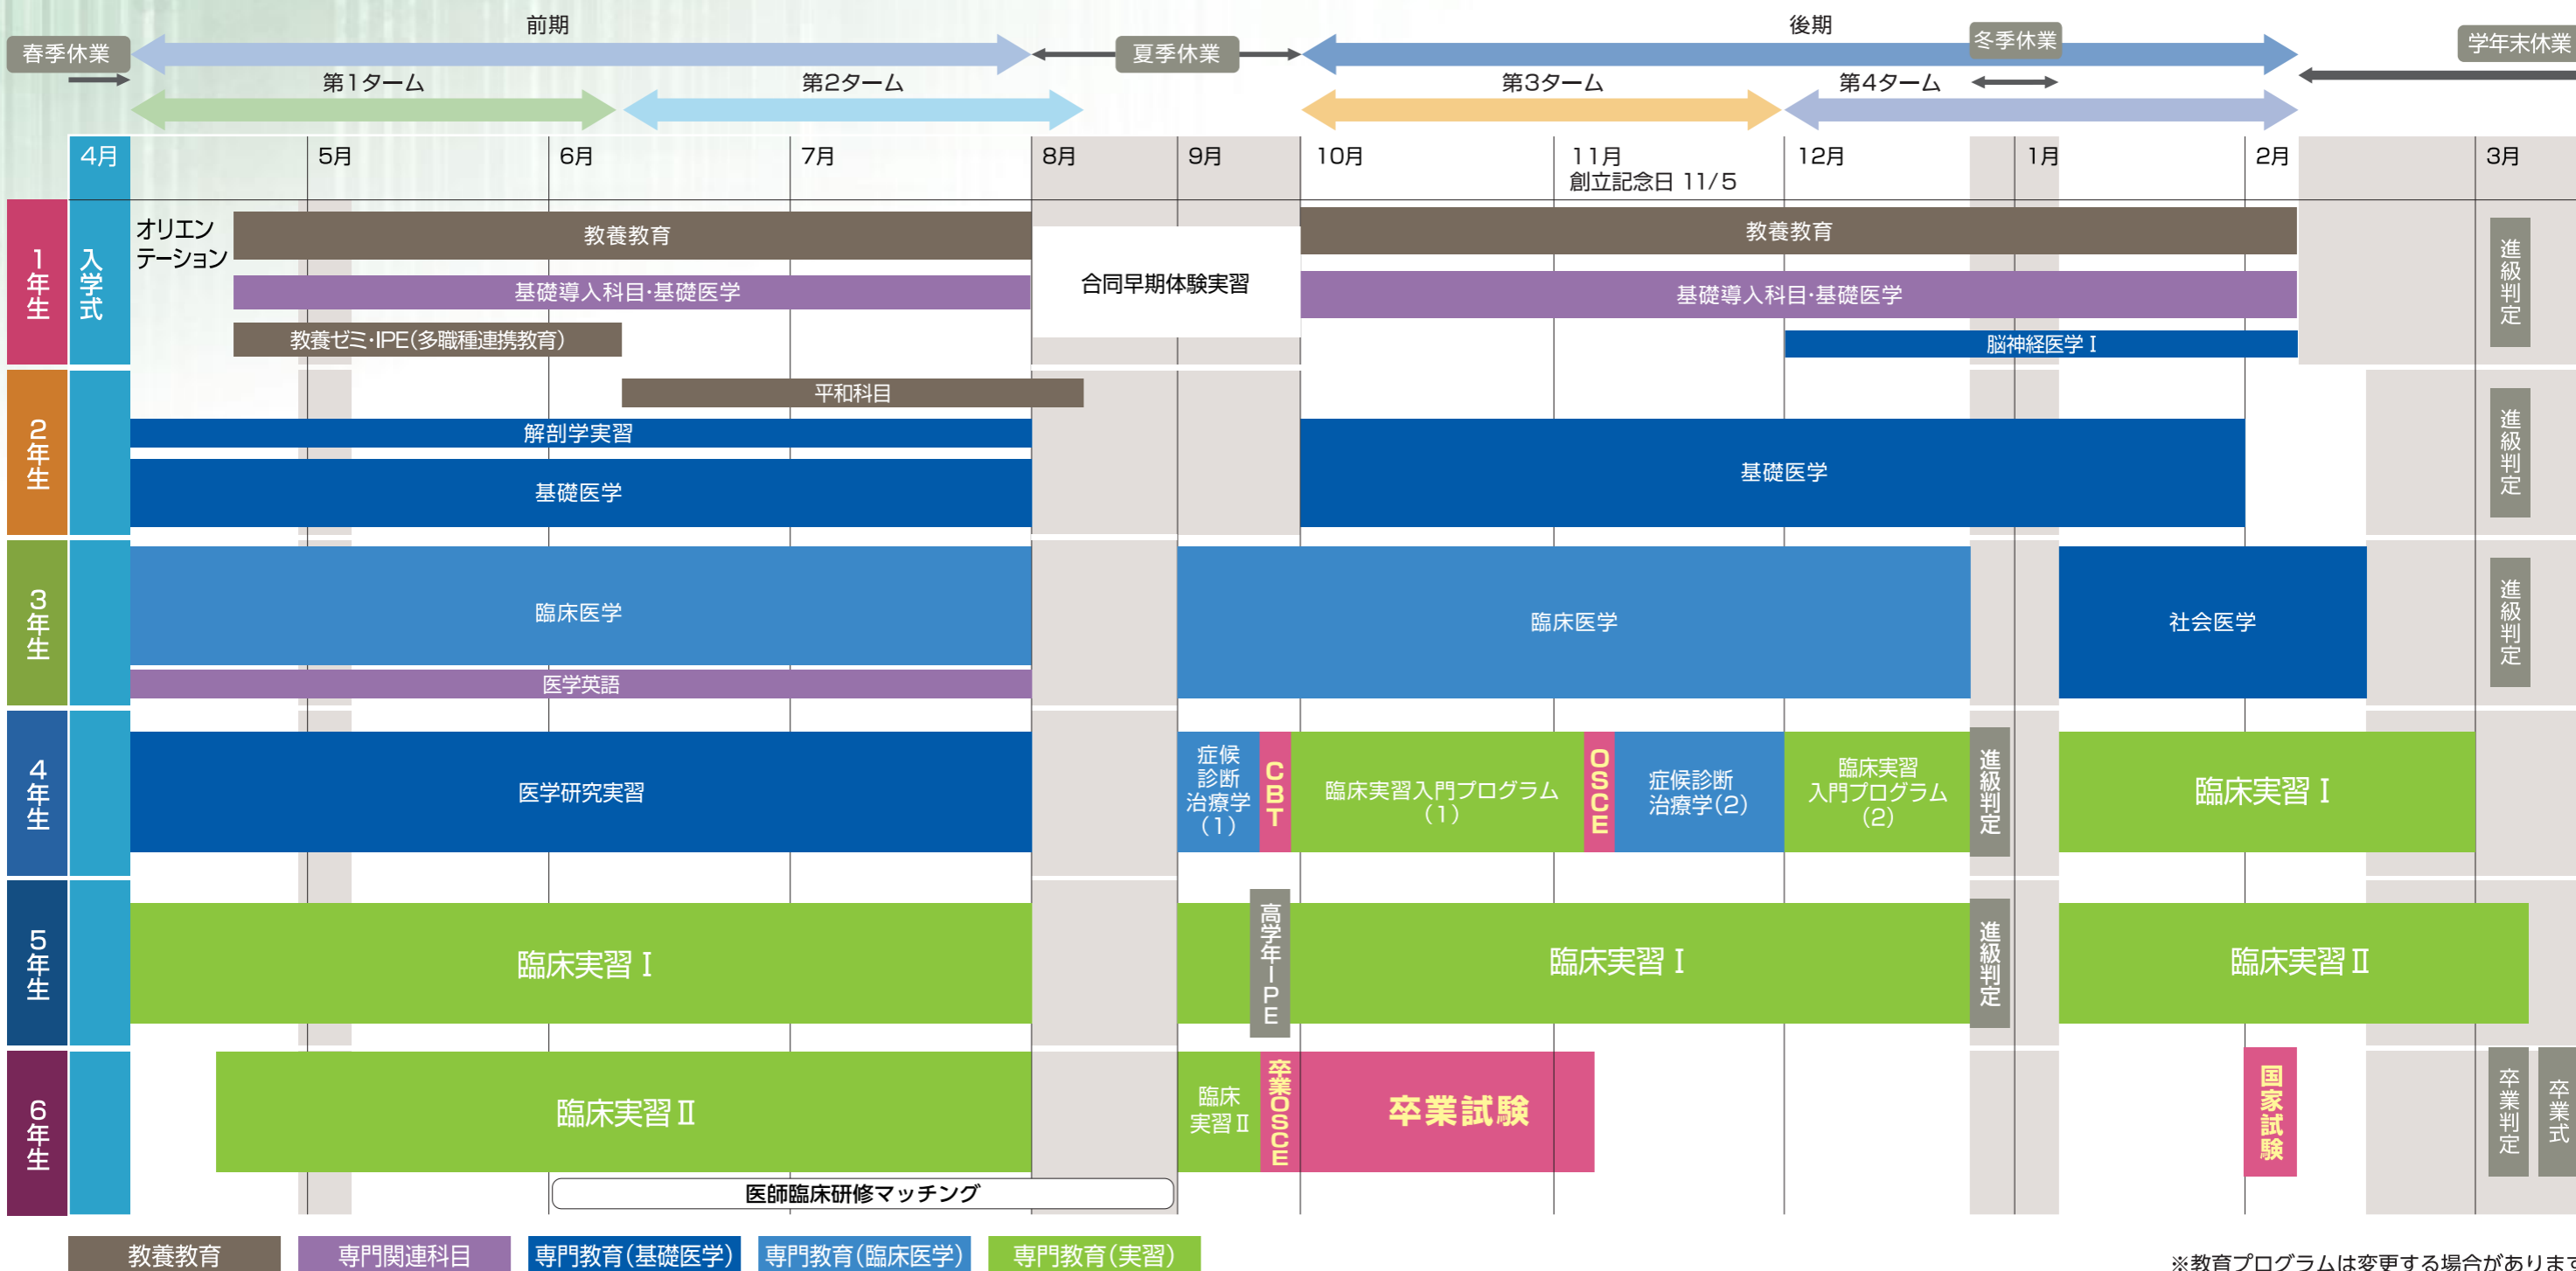 前期
後期
春季休業
夏季休業
冬季休業
学年末休業
第1ターム
第2ターム
第3ターム
第4ターム
4月
5月
6月
7月
8月
9月
10月
11月
12月
1月
2月
3月
創立記念日 11/5
1年生
入学式
オリエン
テーション
教養教育
基礎導入科目・基礎医学
教養ゼミ・IPE(多職種連携教育)
合同早期体験実習
教養教育
基礎導入科目・基礎医学
脳神経医学Ⅰ
進級判定
2年生
平和科目
解剖学実習
基礎医学
基礎医学
進級判定
3年生
臨床医学
医学英語
臨床医学
社会医学
進級判定
4年生
医学研究実習
症候
診断
治療学
(1)
CBT
臨床実習入門プログラム
(1)
OSCE
症候診断
治療学(2)
臨床実習
入門プログラム
(2)
進級判定
臨床実習Ⅰ
5年生
臨床実習Ⅰ
高学年IPE
臨床実習Ⅰ
進級判定
臨床実習Ⅱ
6年生
臨床実習Ⅱ
臨床
実習Ⅱ
卒業OSCE
卒業試験
国家試験
卒業判定
卒業式
医師臨床研修マッチング
教養教育
専門関連科目
専門教育(基礎医学)
専門教育(臨床医学)
専門教育(実習)
※教育プログラムは変更する場合があります